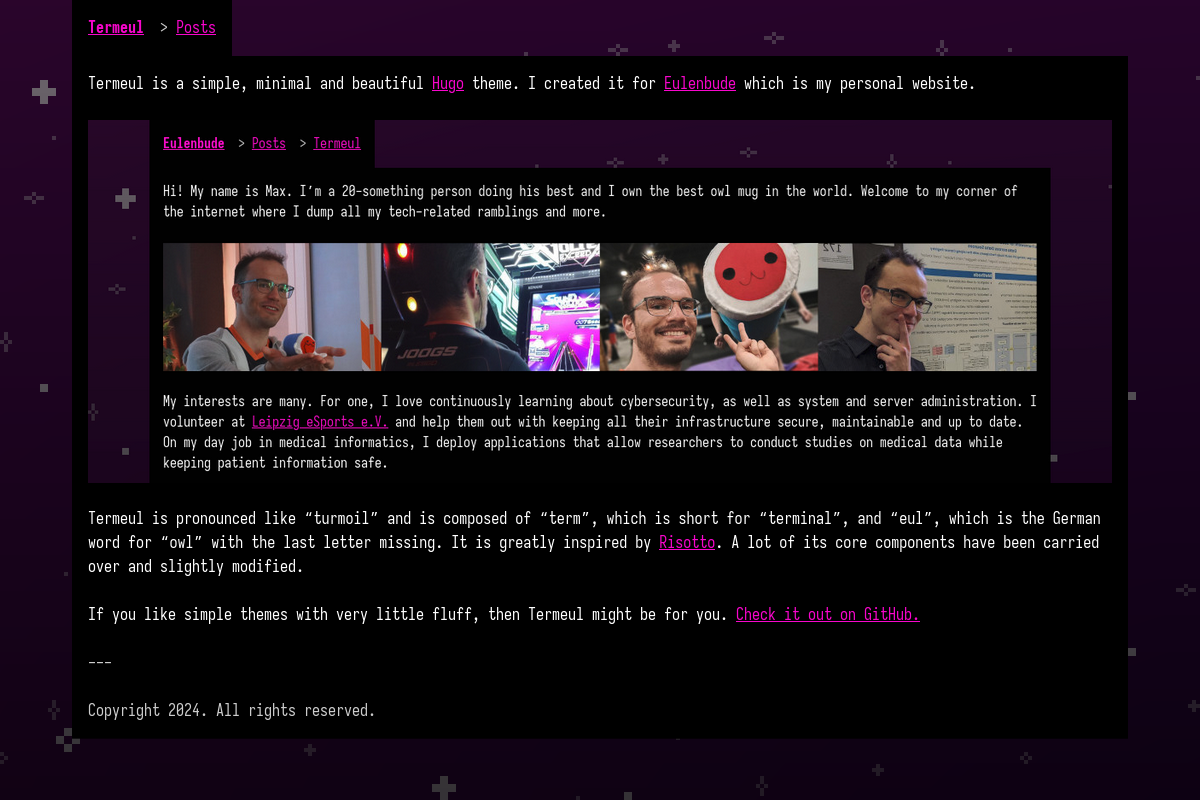 Termeul > Posts
Termeul is a simple, minimal and beautiful Hugo theme. I created it for Eulenbude which is my personal website.
Eulenbude > Posts > Termeul
Hi! My name is Max. I'm a 20-something person doing his best and I own the best owl mug in the world. Welcome to my corner of
the internet where I dump all my tech-related ramblings and more.
JOOGS
My interests are many. For one, I love continuously learning about cybersecurity, as well as system and server administration. I
volunteer at Leipzig eSports e.V. and help them out with keeping all their infrastructure secure, maintainable and up to date.
On my day job in medical informatics, I deploy applications that allow researchers to conduct studies on medical data while
keeping patient information safe.
Termeul is pronounced like “turmoil” and is composed of “term”, which is short for “terminal”, and “eul”, which is the German
word for “owl” with the last letter missing. It is greatly inspired by Risotto. A lot of its core components have been carried
over and slightly modified.
If you like simple themes with very little fluff, then Termeul might be for you. Check it out on GitHub.
---
Copyright 2024. All rights reserved.